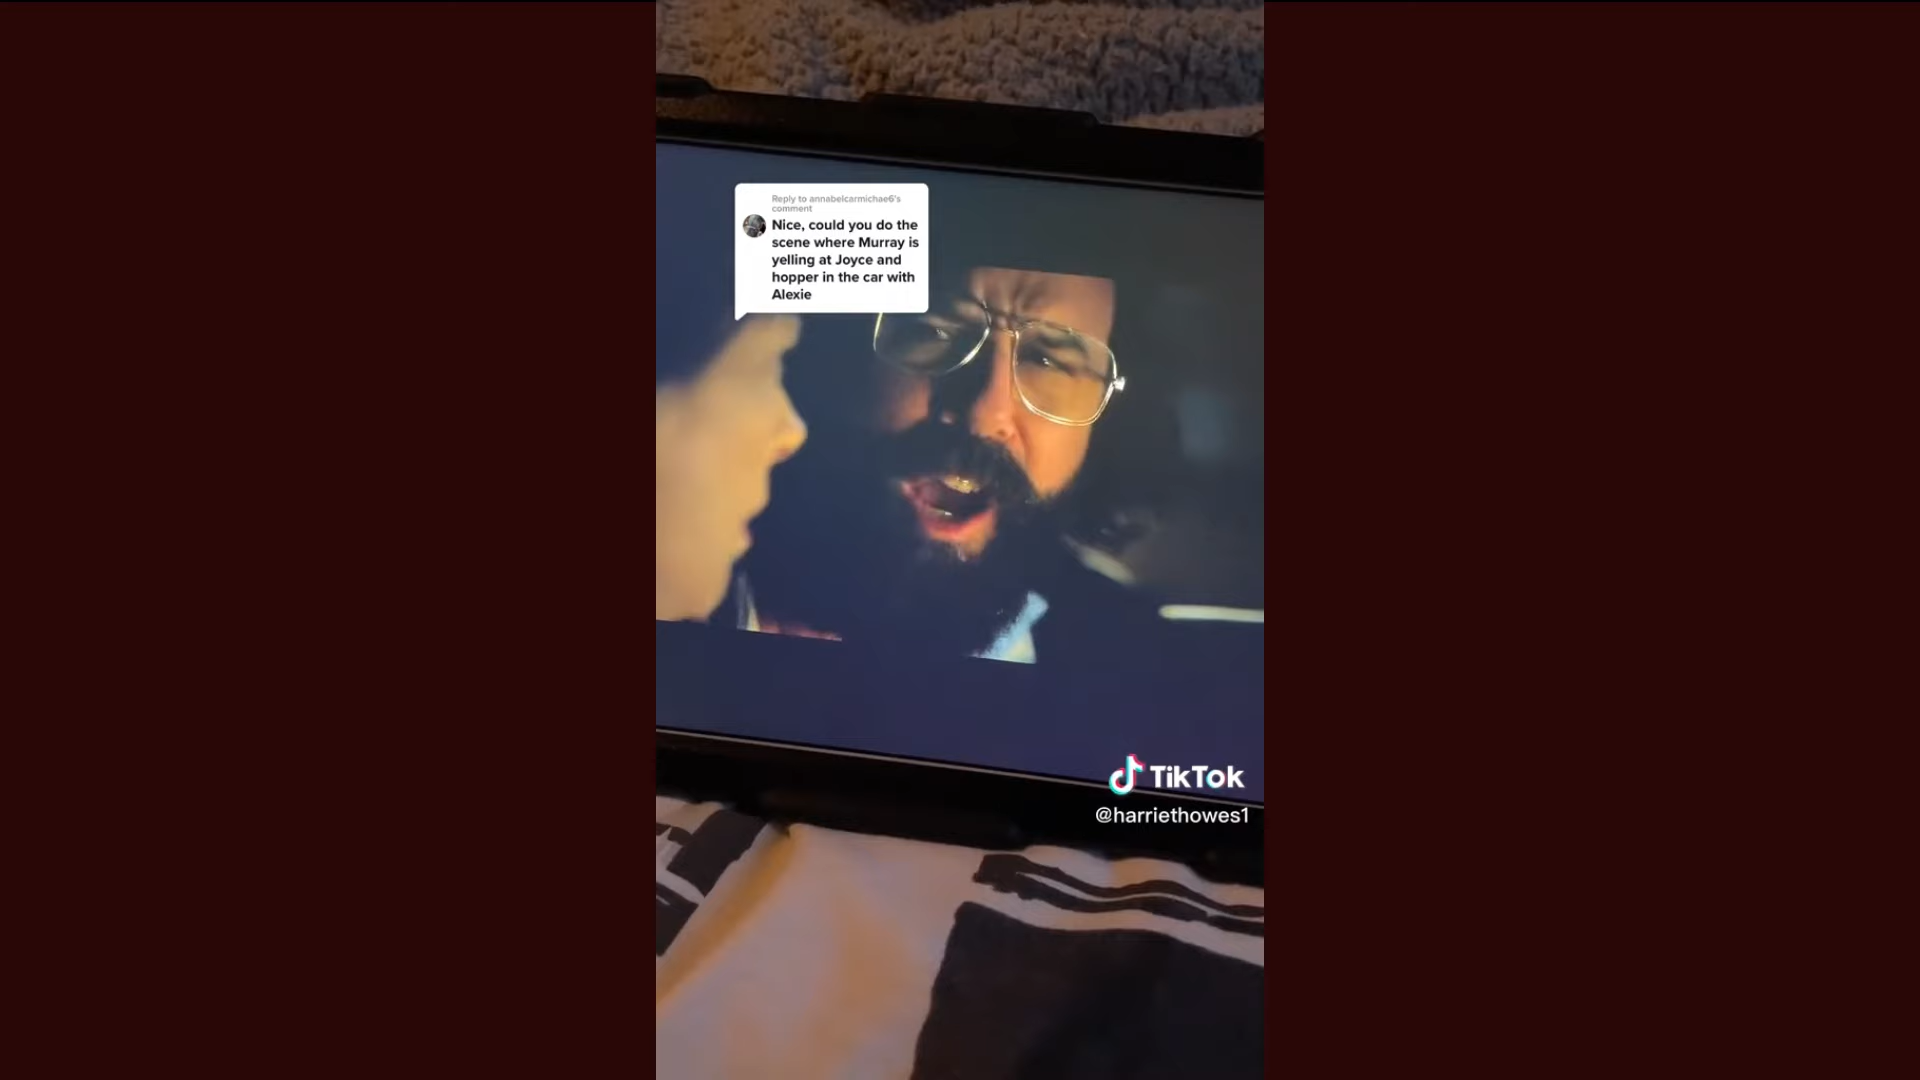 Reply to annabelcarmichae6's
comment
Nice, could you do the
scene where Murray is
yelling at Joyce and
hopper in the car with
Alexie
TikTok
@harriethowes1